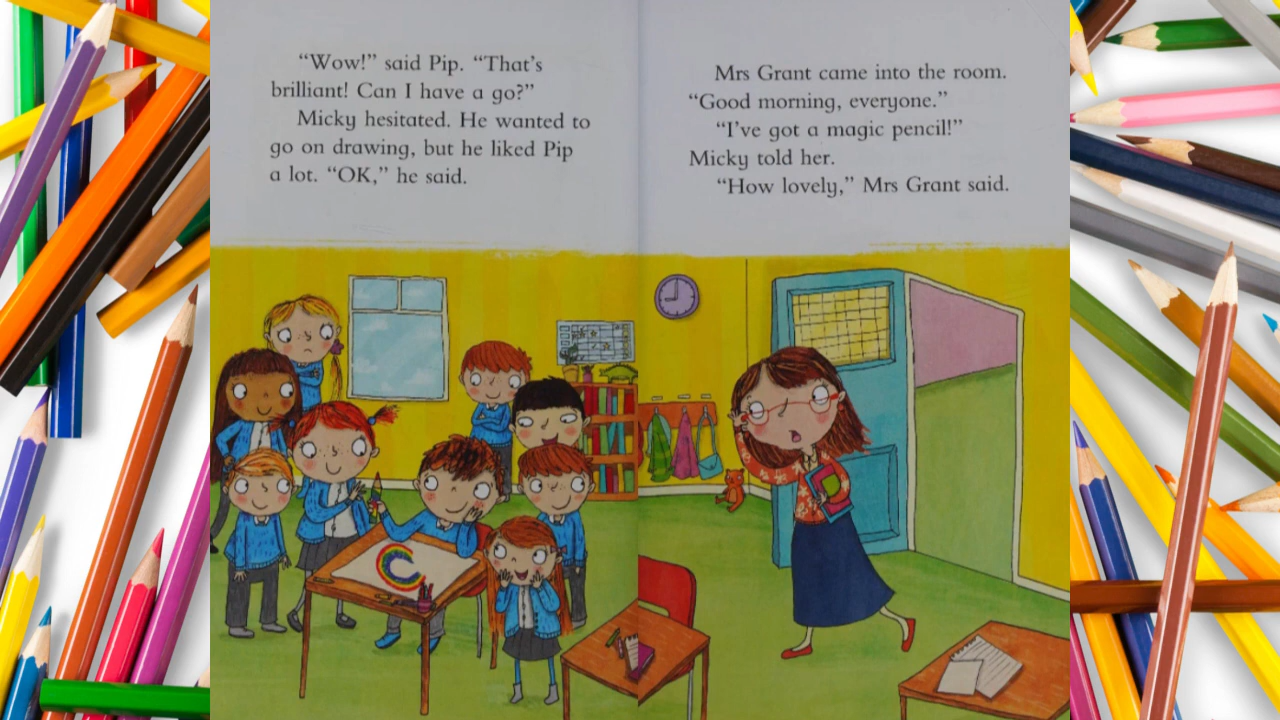 “Wow!” said Pip. “That’s
brilliant! Can I have a go?”
Micky hesitated. He wanted to
go on drawing, but he liked Pip
a lot. “OK,” he said.
Mrs Grant came into the room.
“Good morning, everyone.”
“I’ve got a magic pencil!”
Micky told her.
“How lovely,” Mrs Grant said.